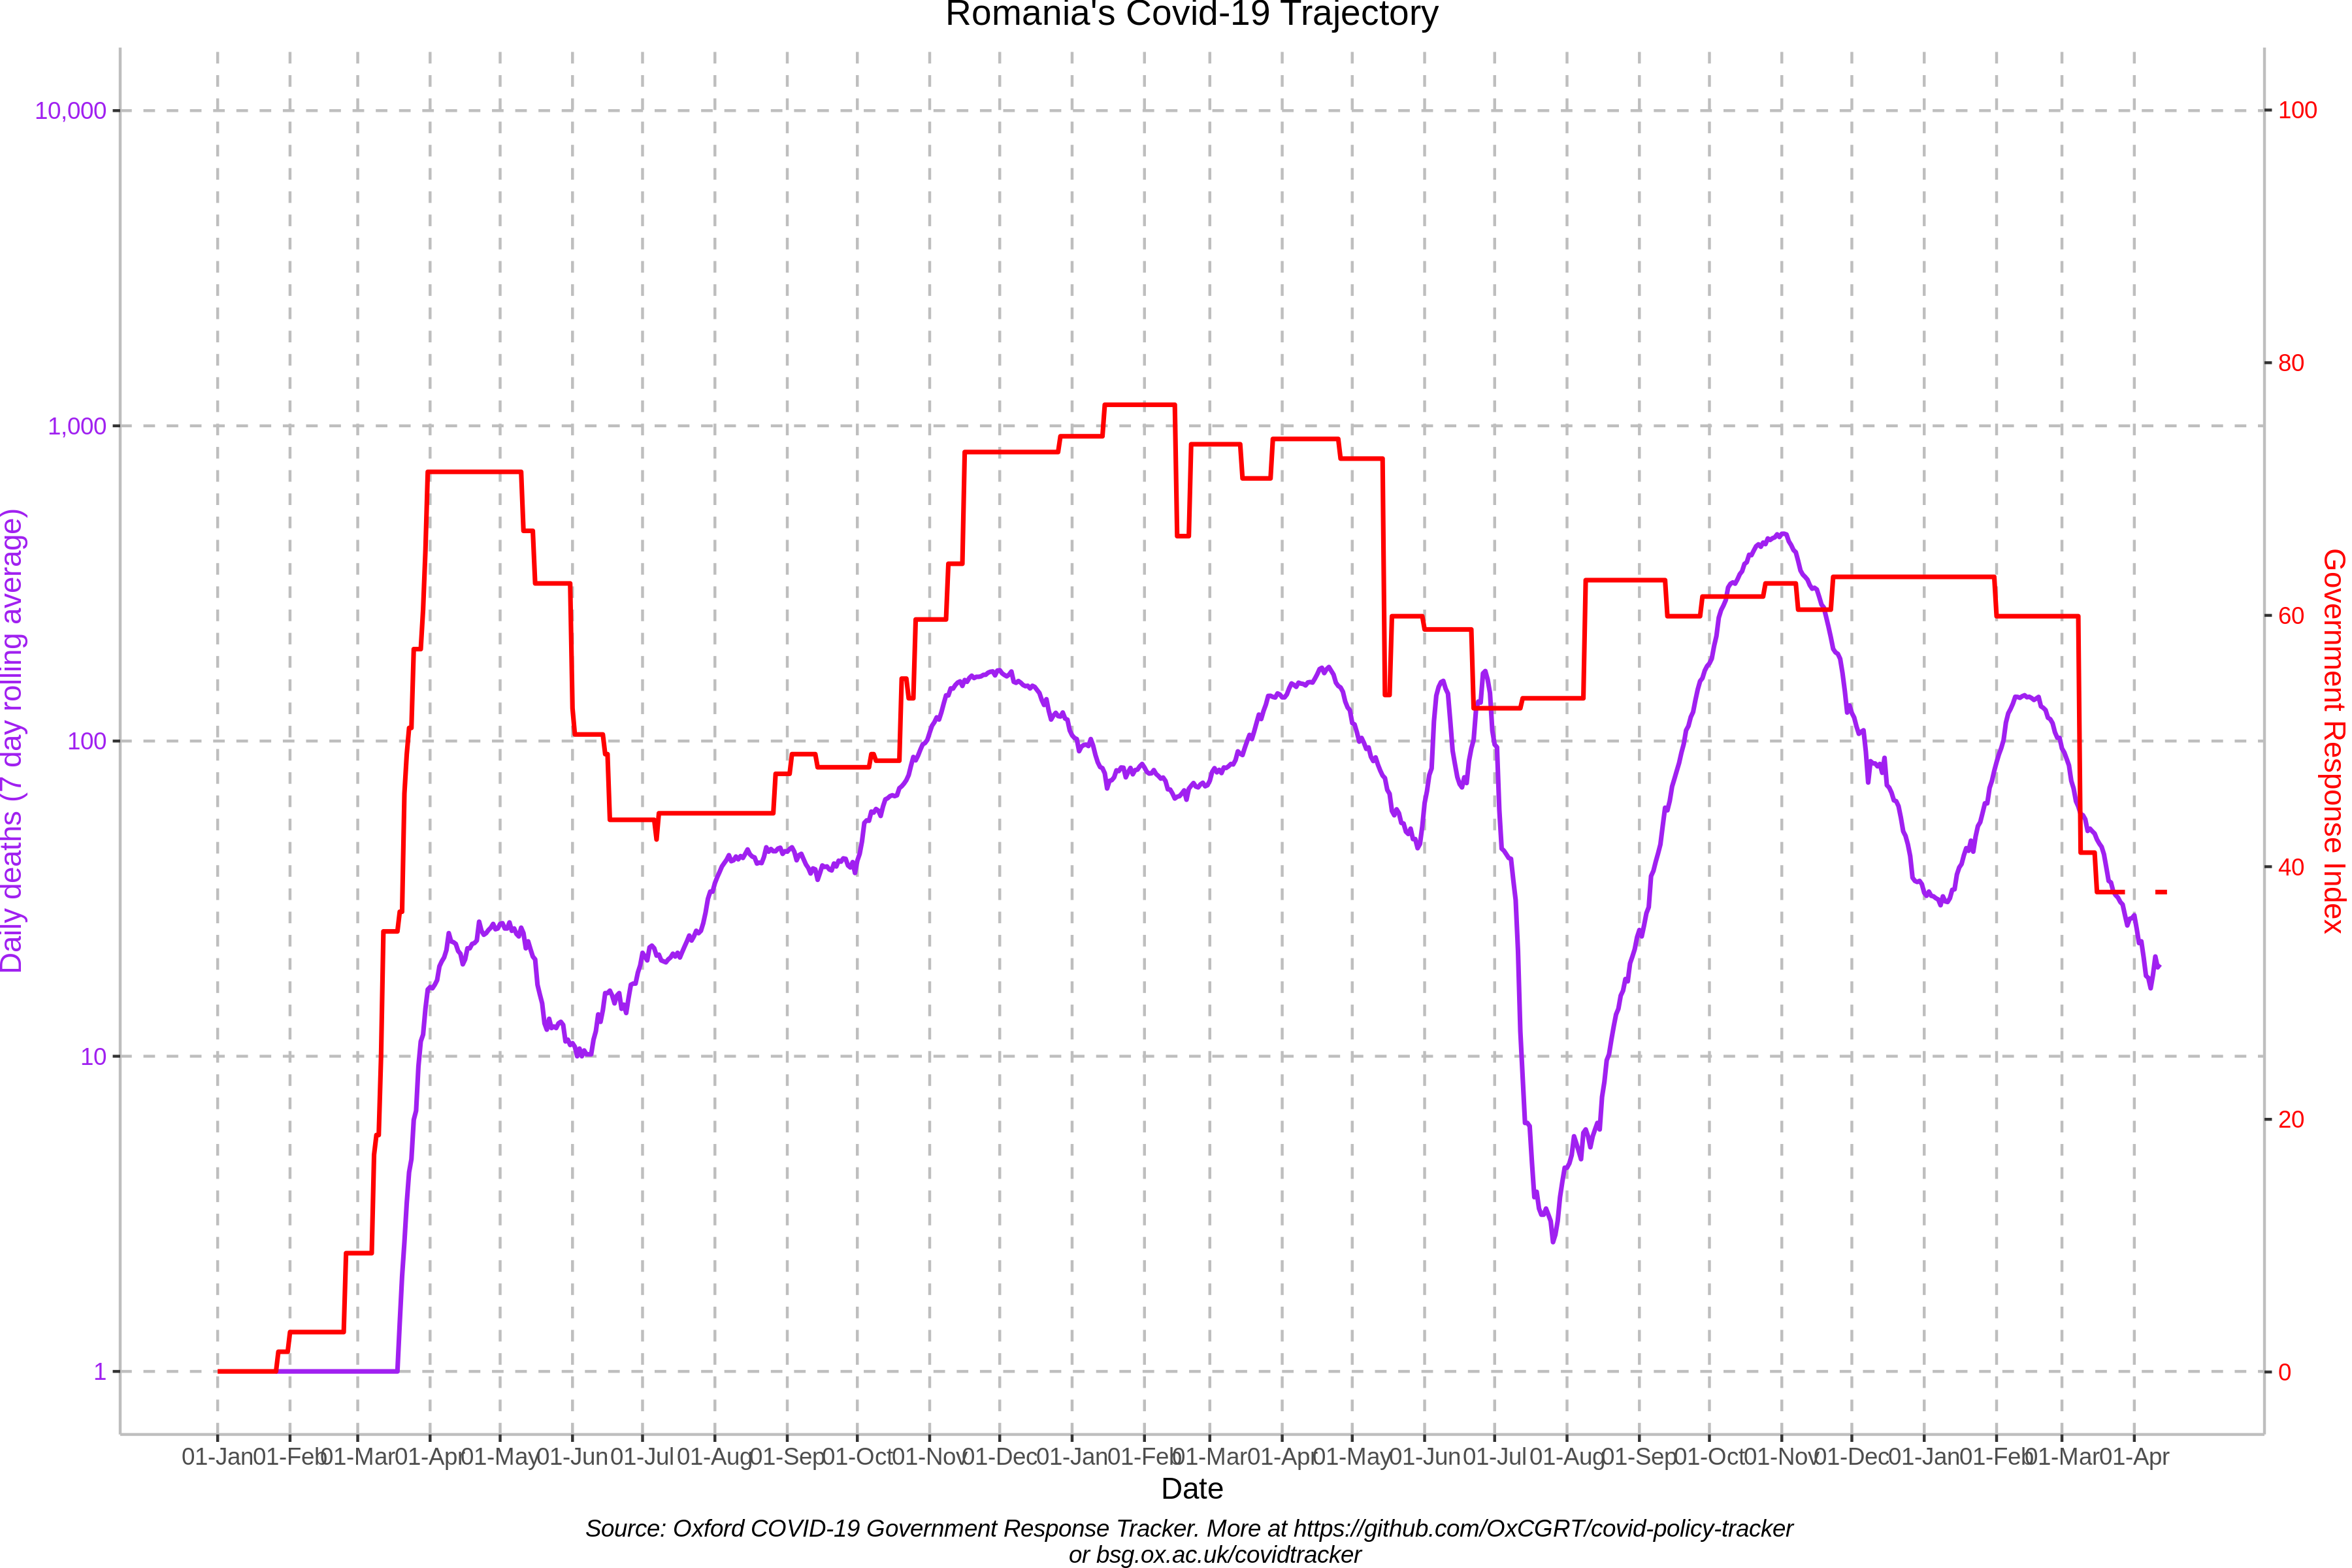 Romania's Covid-19 Trajectory
10,000
1,000
100
10
1
Daily deaths (7 day rolling average)
100
80
60
40
20
0
Government Response Index
01-Jan 01-Feb 01-Mar 01-Apr 01-May 01-Jun 01-Jul 01-Aug 01-Sep 01-Oct 01-Nov 01-Dec 01-Jan 01-Feb 01-Mar 01-Apr 01-May 01-Jun 01-Jul 01-Aug 01-Sep 01-Oct 01-Nov 01-Dec 01-Jan 01-Feb 01-Mar 01-Apr
Date
Source: Oxford COVID-19 Government Response Tracker. More at https://github.com/OxCGRT/covid-policy-tracker
or bsg.ox.ac.uk/covidtracker